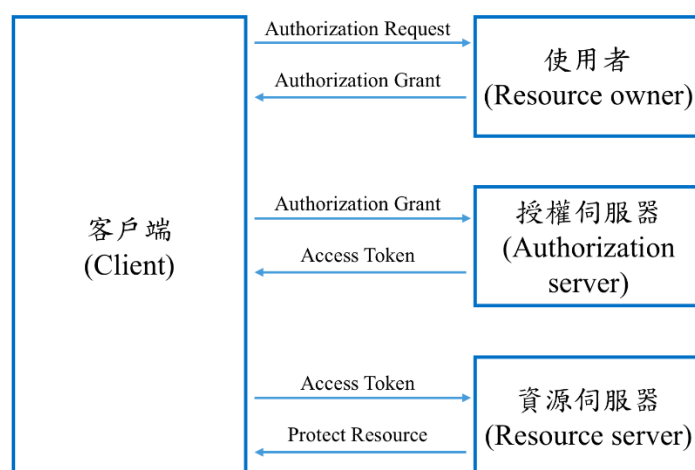 Authorization Request
Authorization Grant
使用者
(Resource owner)
客戶端
(Client)
Authorization Grant
Access Token
授權伺服器
(Authorization
server)
Access Token
Protect Resource
資源伺服器
(Resource server)